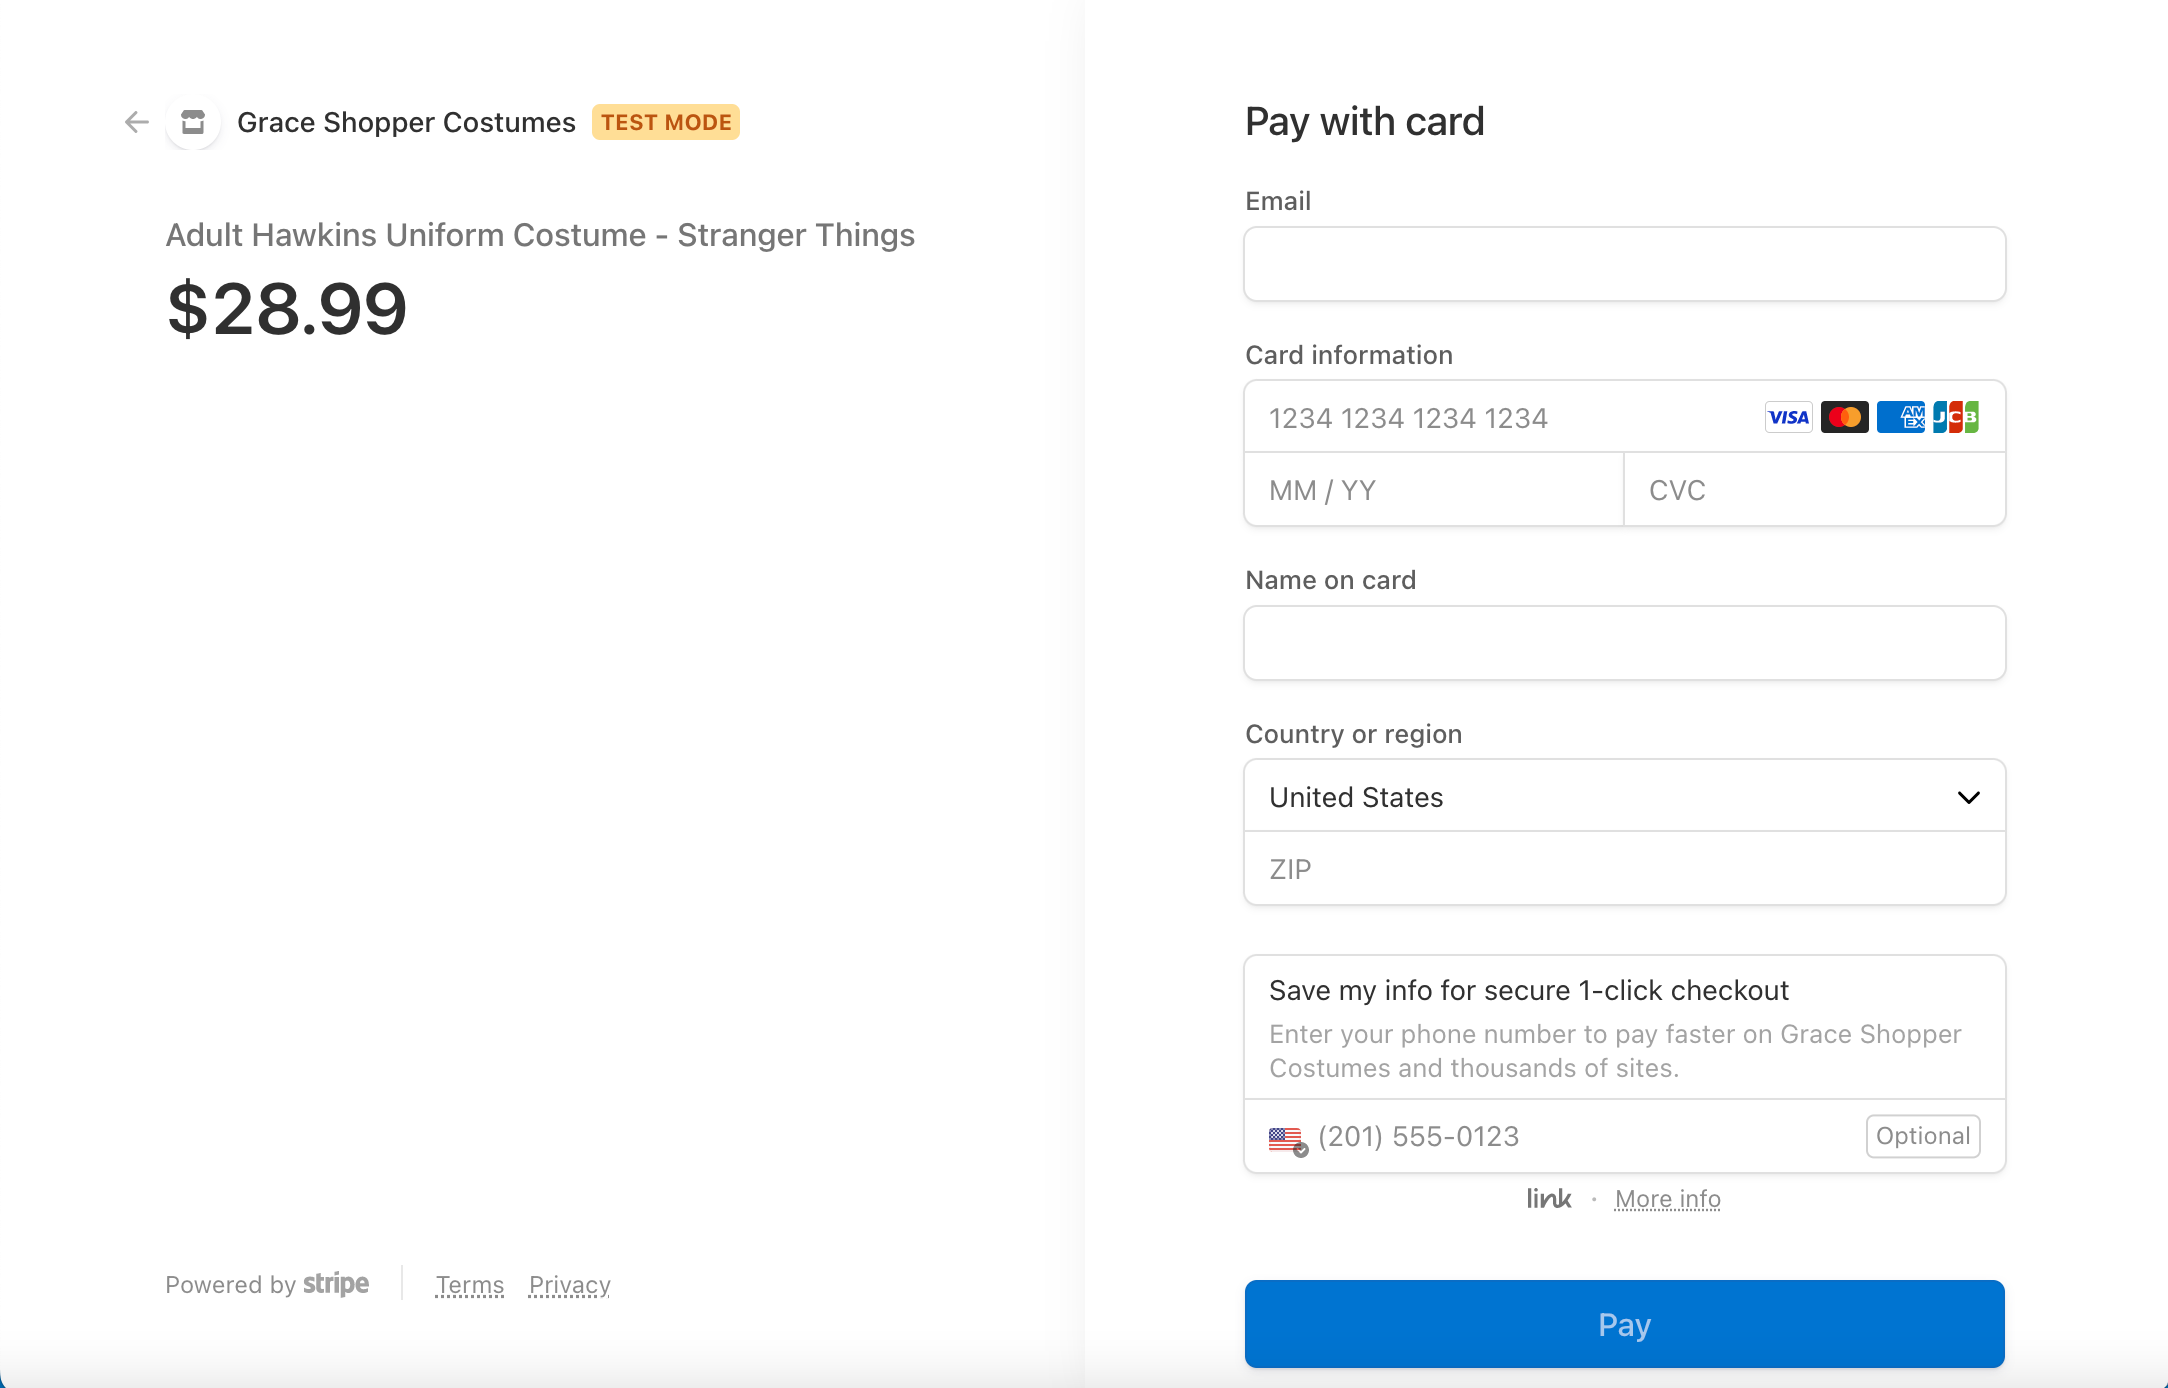 Grace Shopper Costumes TEST MODE
Adult Hawkins Uniform Costume - Stranger Things
$28.99
Powered by stripe
Terms Privacy
Pay with card
Email
Card information
1234 1234 1234 1234 VISA AM EX JCB
MM / YY CVC
Name on card
Country or region
United States
ZIP
Save my info for secure 1-click checkout
Enter your phone number to pay faster on Grace Shopper
Costumes and thousands of sites.
(201) 555-0123 Optional
link · More info
Pay